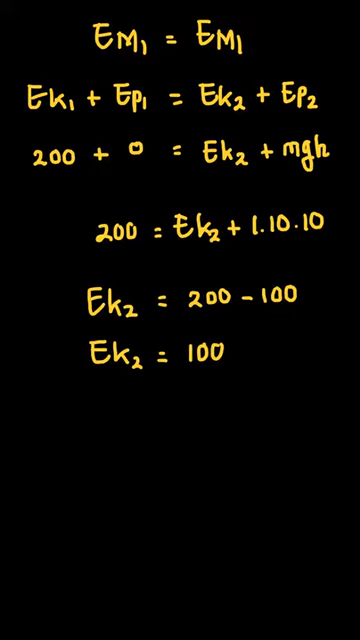 EM₁ = EM₁
Ek₁ + Ep₁ = Ek₂ + Ep₂
200 + 0 = Ek₂ + mgh
200 = Ek₂ + 1.10.10
Ek₂ = 200 - 100
Ek₂ = 100